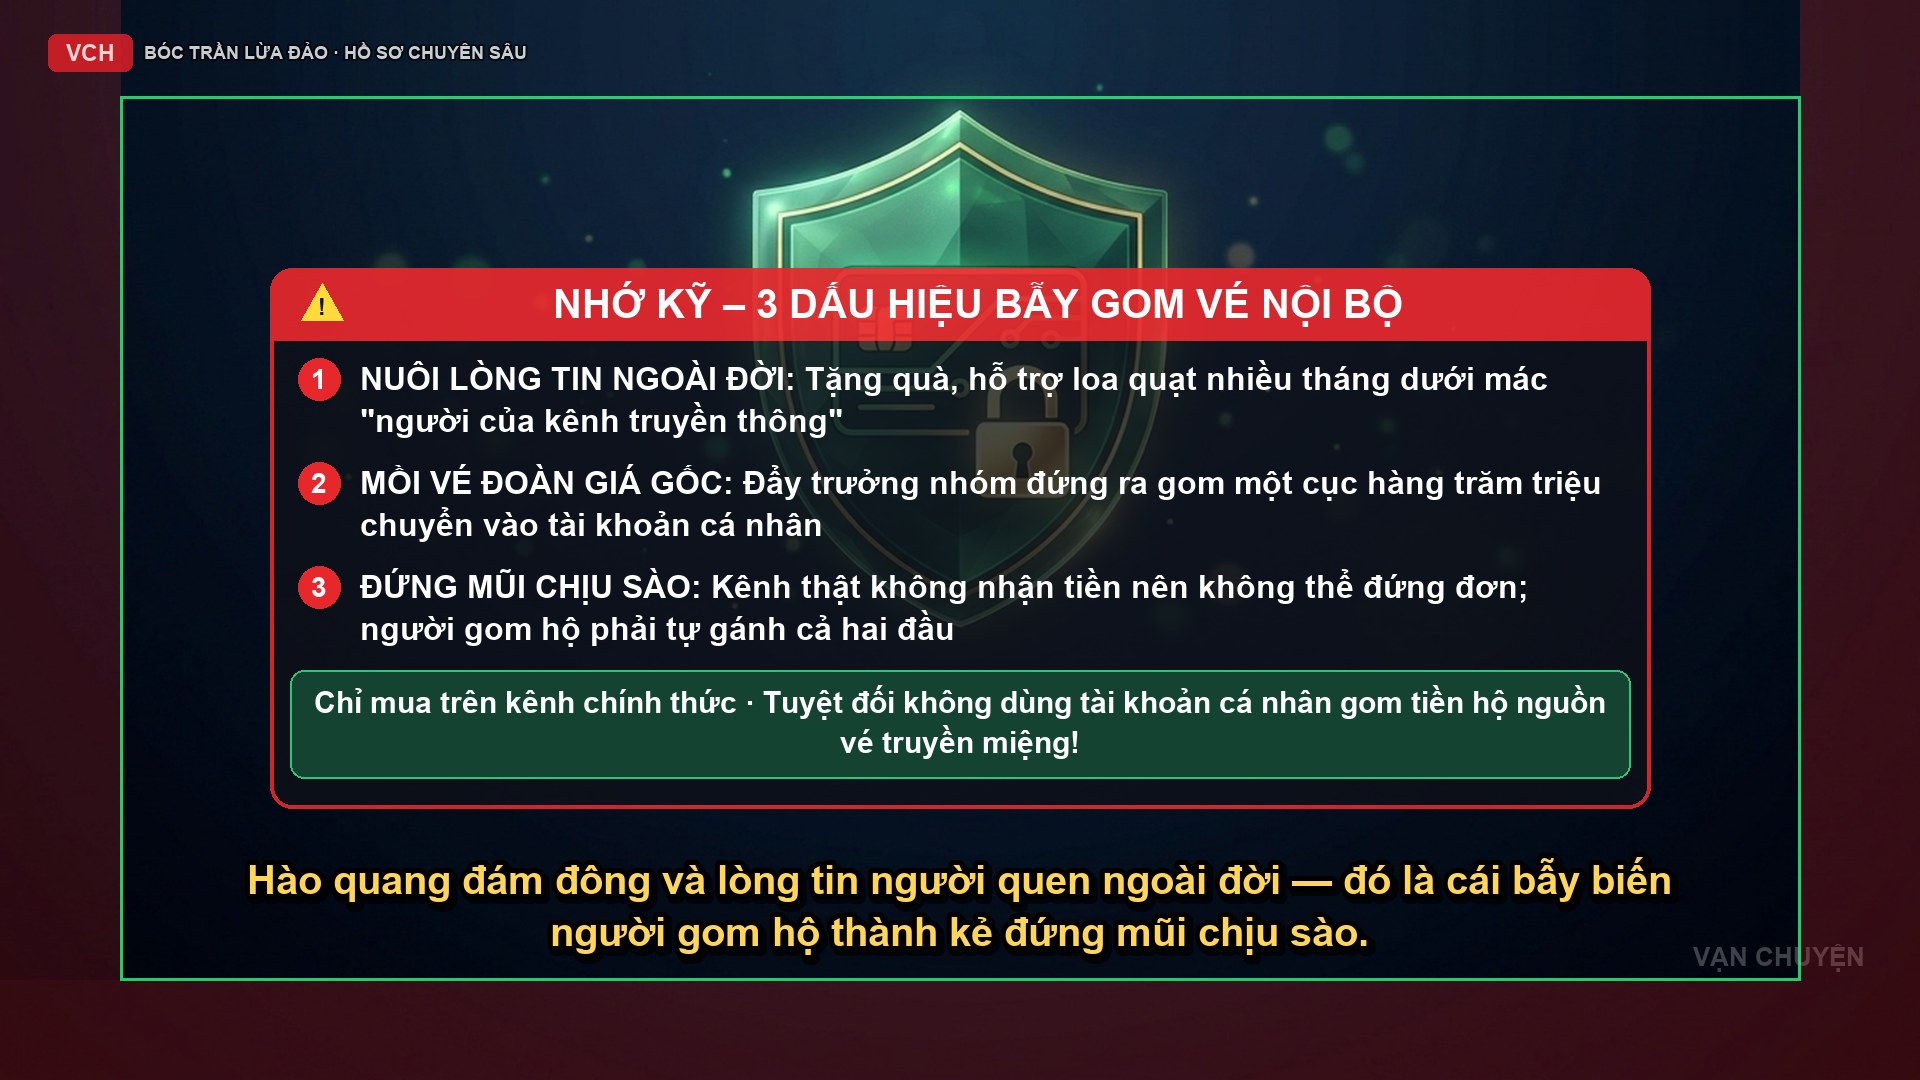 VCH BÓC TRẦN LỪA ĐẢO · HỒ SƠ CHUYÊN SÂU
! NHỚ KỸ – 3 DẤU HIỆU BẪY GOM VÉ NỘI BỘ
1 NUÔI LÒNG TIN NGOÀI ĐỜI: Tặng quà, hỗ trợ loa quạt nhiều tháng dưới mác
"người của kênh truyền thông"
2 MỒI VÉ ĐOÀN GIÁ GỐC: Đẩy trưởng nhóm đứng ra gom một cục hàng trăm triệu
chuyển vào tài khoản cá nhân
3 ĐỨNG MŨI CHỊU SÀO: Kênh thật không nhận tiền nên không thể đứng đơn;
người gom hộ phải tự gánh cả hai đầu
Chỉ mua trên kênh chính thức · Tuyệt đối không dùng tài khoản cá nhân gom tiền hộ nguồn
vé truyền miệng!
Hào quang đám đông và lòng tin người quen ngoài đời — đó là cái bẫy biến
người gom hộ thành kẻ đứng mũi chịu sào.
VẠN CHUYỆN